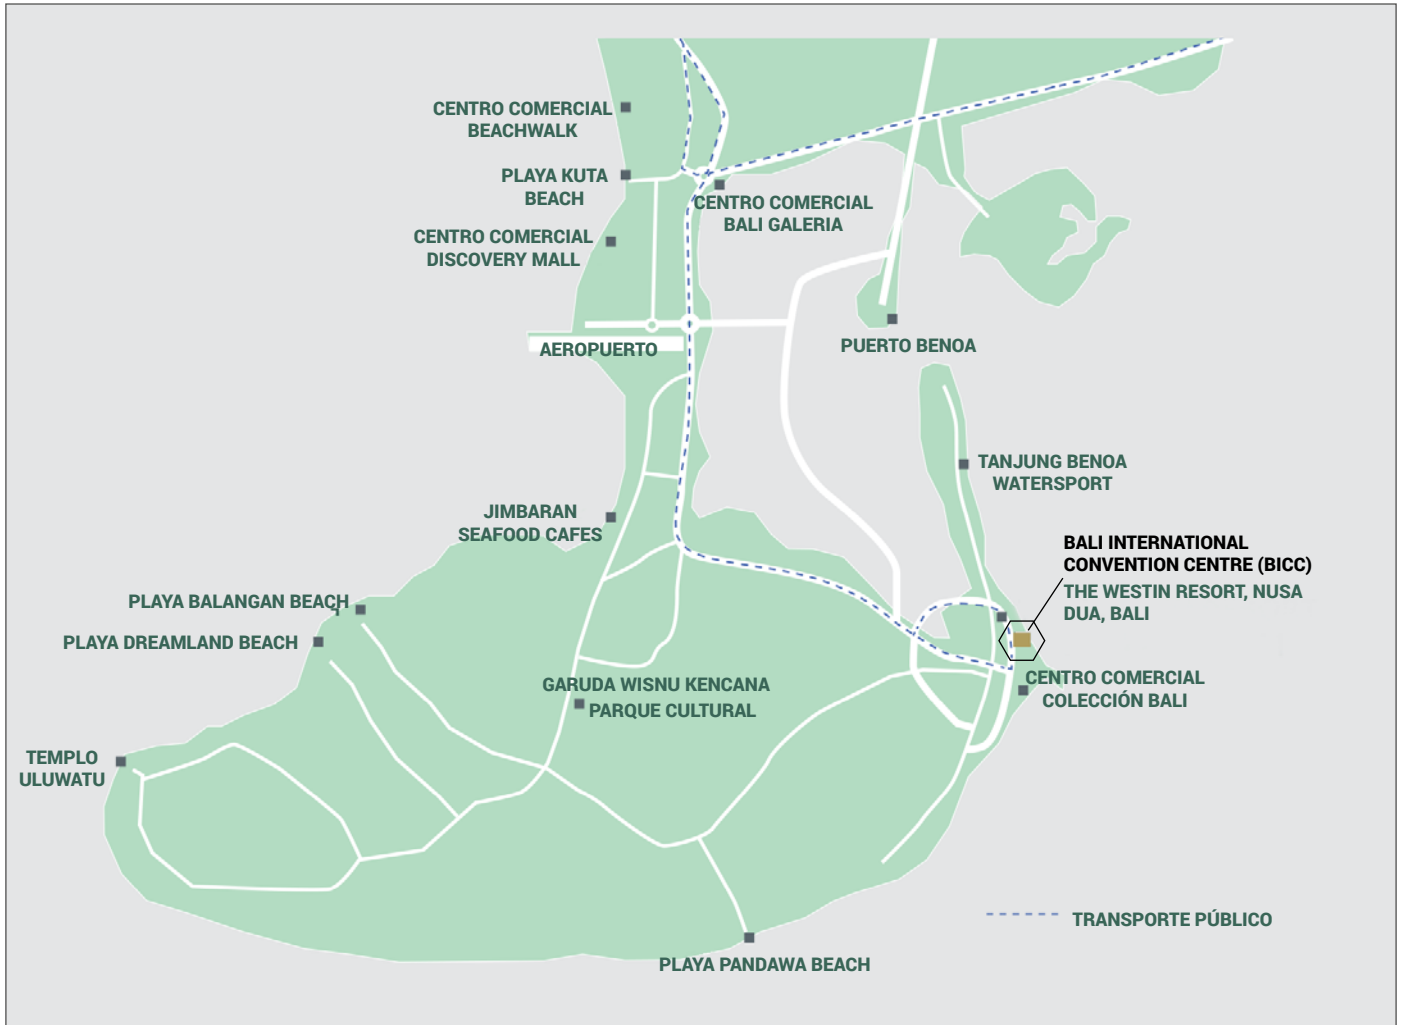 CENTRO COMERCIAL
BEACHWALK
PLAYA KUTA
BEACH
CENTRO COMERCIAL
BALI GALERIA
CENTRO COMERCIAL
DISCOVERY MALL
AEROPUERTO
PUERTO BENOA
TANJUNG BENOA
WATERSPORT
JIMBARAN
SEAFOOD CAFES
BALI INTERNATIONAL
CONVENTION CENTRE (BICC)
THE WESTIN RESORT, NUSA
DUA, BALI
PLAYA BALANGAN BEACH
PLAYA DREAMLAND BEACH
CENTRO COMERCIAL
COLECCIÓN BALI
GARUDA WISNU KENCANA
PARQUE CULTURAL
TEMPLO
ULUWATU
TRANSPORTE PÚBLICO
PLAYA PANDAWA BEACH